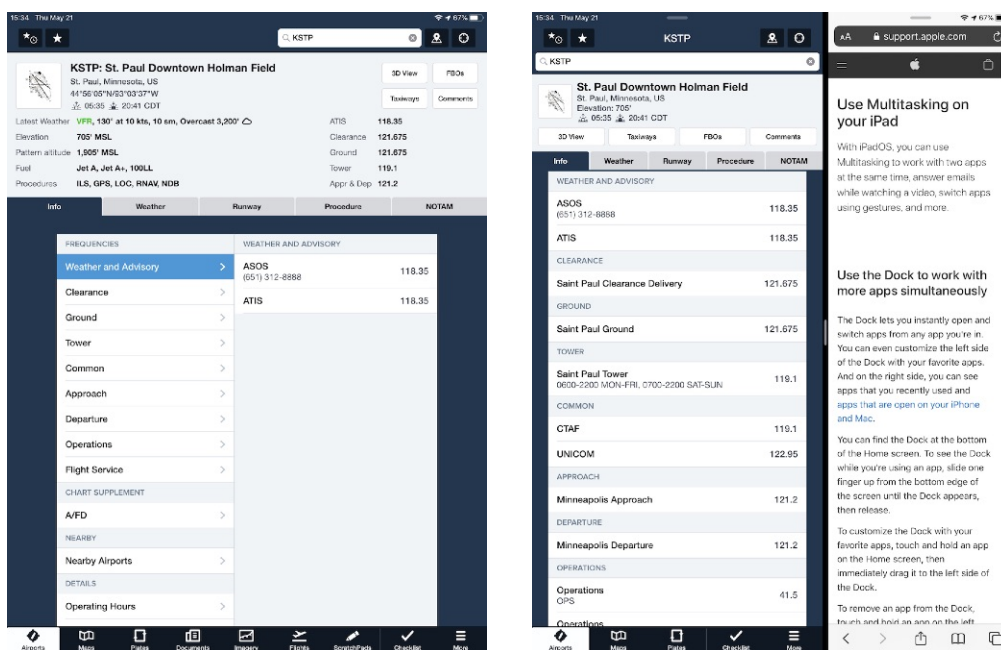 15:34 Thu May 21
67%
KSTP
KSTP: St. Paul Downtown Holman Field
St. Paul, Minnesota, US
44°56'05"N/93°03'37"W
05:35 20:41 CDT
3D View
FBOs
Taxiways
Comments
Latest Weather VFR, 130° at 10 kts, 10 sm, Overcast 3,200'
Elevation 705' MSL
Pattern altitude 1,905' MSL
Fuel Jet A, Jet A+, 100LL
Procedures ILS, GPS, LOC, RNAV, NDB
ATIS 118.35
Clearance 121.675
Ground 121.675
Tower 119.1
Appr & Dep 121.2
Info Weather Runway Procedure NOTAM
FREQUENCIES
Weather and Advisory
Clearance
Ground
Tower
Common
Approach
Departure
Operations
Flight Service
CHART SUPPLEMENT
A/FD
NEARBY
Nearby Airports
DETAILS
Operating Hours
WEATHER AND ADVISORY
ASOS 118.35
(651) 312-8888
ATIS 118.35
Airports Maps Plates Documents Imagery Flights ScratchPads Checklist More
15:34 Thu May 21
KSTP
KSTP
St. Paul Downtown Holman Field
St. Paul, Minnesota, US
Elevation: 705'
05:35 20:41 CDT
3D View Taxiways FBOs Comments
Info Weather Runway Procedure NOTAM
WEATHER AND ADVISORY
ASOS 118.35
(651) 312-8888
ATIS 118.35
CLEARANCE
Saint Paul Clearance Delivery 121.675
GROUND
Saint Paul Ground 121.675
TOWER
Saint Paul Tower 119.1
0600-2200 MON-FRI, 0700-2200 SAT-SUN
COMMON
CTAF 119.1
UNICOM 122.95
APPROACH
Minneapolis Approach 121.2
DEPARTURE
Minneapolis Departure 121.2
OPERATIONS
Operations 41.5
OPS
Operations
Airports Maps Plates Checklist More
67%
AA support.apple.com
Use Multitasking on
your iPad
With iPadOS, you can use
Multitasking to work with two apps
at the same time, answer emails
while watching a video, switch apps
using gestures, and more.
Use the Dock to work with
more apps simultaneously
The Dock lets you instantly open and
switch apps from any app you're in.
You can even customize the left side
of the Dock with your favorite apps.
And on the right side, you can see
apps that you recently used and
apps that are open on your iPhone
and Mac.
You can find the Dock at the bottom
of the Home screen. To see the Dock
while you're using an app, slide one
finger up from the bottom edge of
the screen until the Dock appears,
then release.
To customize the Dock with your
favorite apps, touch and hold an app
on the Home screen, then
immediately drag it to the left side of
the Dock.
To remove an app from the Dock,
touch and hold an app on the left